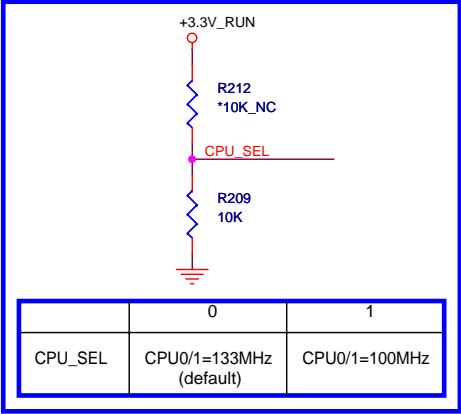 +3.3V_RUN
R212
*10K_NC
CPU_SEL
R209
10K
0 1
CPU_SEL CPU0/1=133MHz (default) CPU0/1=100MHz